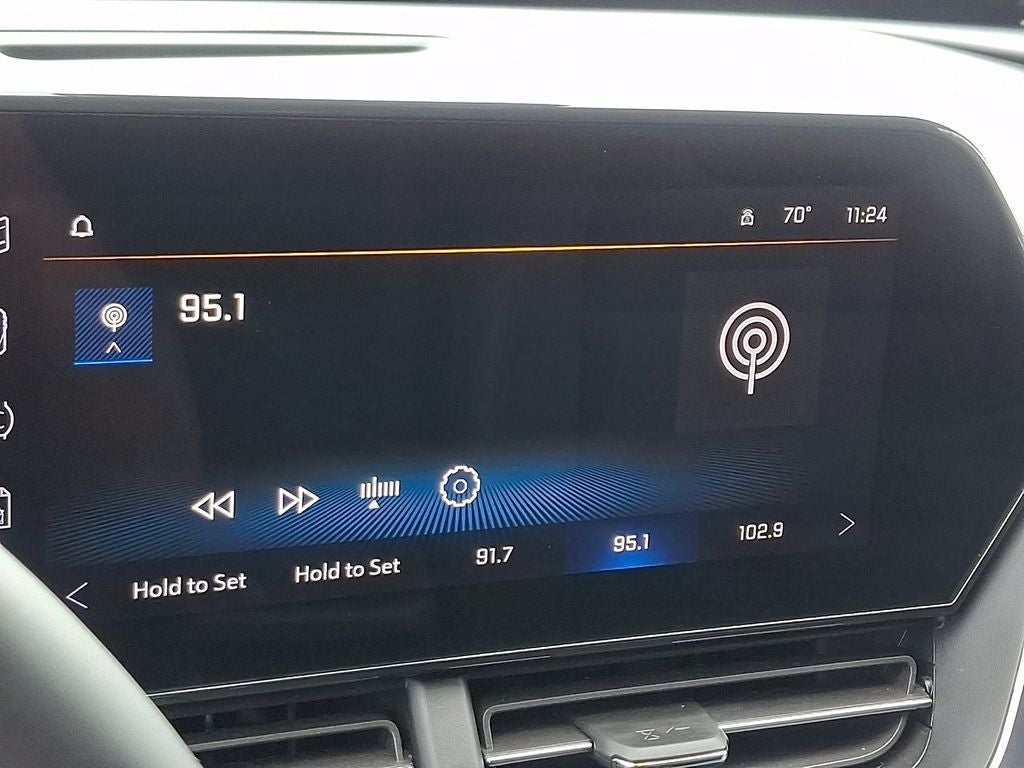 70° 11:24
95.1
Hold to Set Hold to Set 91.7 95.1 102.9